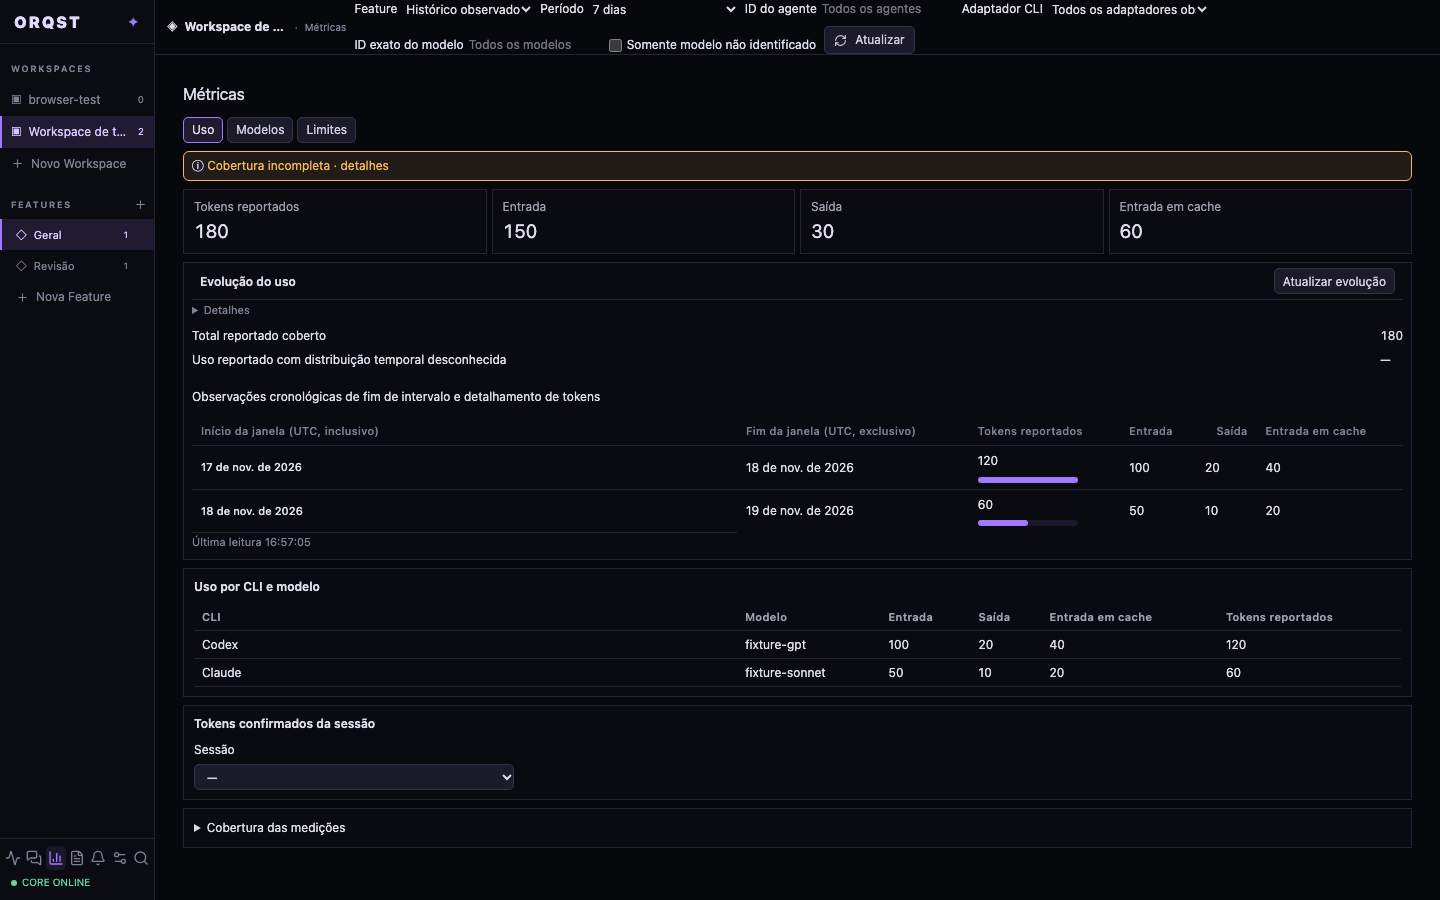 ORQST
WORKSPACES
browser-test 0
Workspace de t... 2
Novo Workspace
FEATURES
Geral 1
Revisão 1
Nova Feature
CORE ONLINE
Workspace de ... · Métricas
Feature Histórico observado Período 7 dias ID do agente Todos os agentes Adaptador CLI Todos os adaptadores ob
ID exato do modelo Todos os modelos Somente modelo não identificado Atualizar
Métricas
Uso Modelos Limites
Cobertura incompleta · detalhes
Tokens reportados Entrada Saída Entrada em cache
180 150 30 60
Evolução do uso Atualizar evolução
Detalhes
Total reportado coberto 180
Uso reportado com distribuição temporal desconhecida —
Observações cronológicas de fim de intervalo e detalhamento de tokens
Início da janela (UTC, inclusivo) Fim da janela (UTC, exclusivo) Tokens reportados Entrada Saída Entrada em cache
17 de nov. de 2026 18 de nov. de 2026 120 100 20 40
18 de nov. de 2026 19 de nov. de 2026 60 50 10 20
Última leitura 16:57:05
Uso por CLI e modelo
CLI Modelo Entrada Saída Entrada em cache Tokens reportados
Codex fixture-gpt 100 20 40 120
Claude fixture-sonnet 50 10 20 60
Tokens confirmados da sessão
Sessão
—
Cobertura das medições